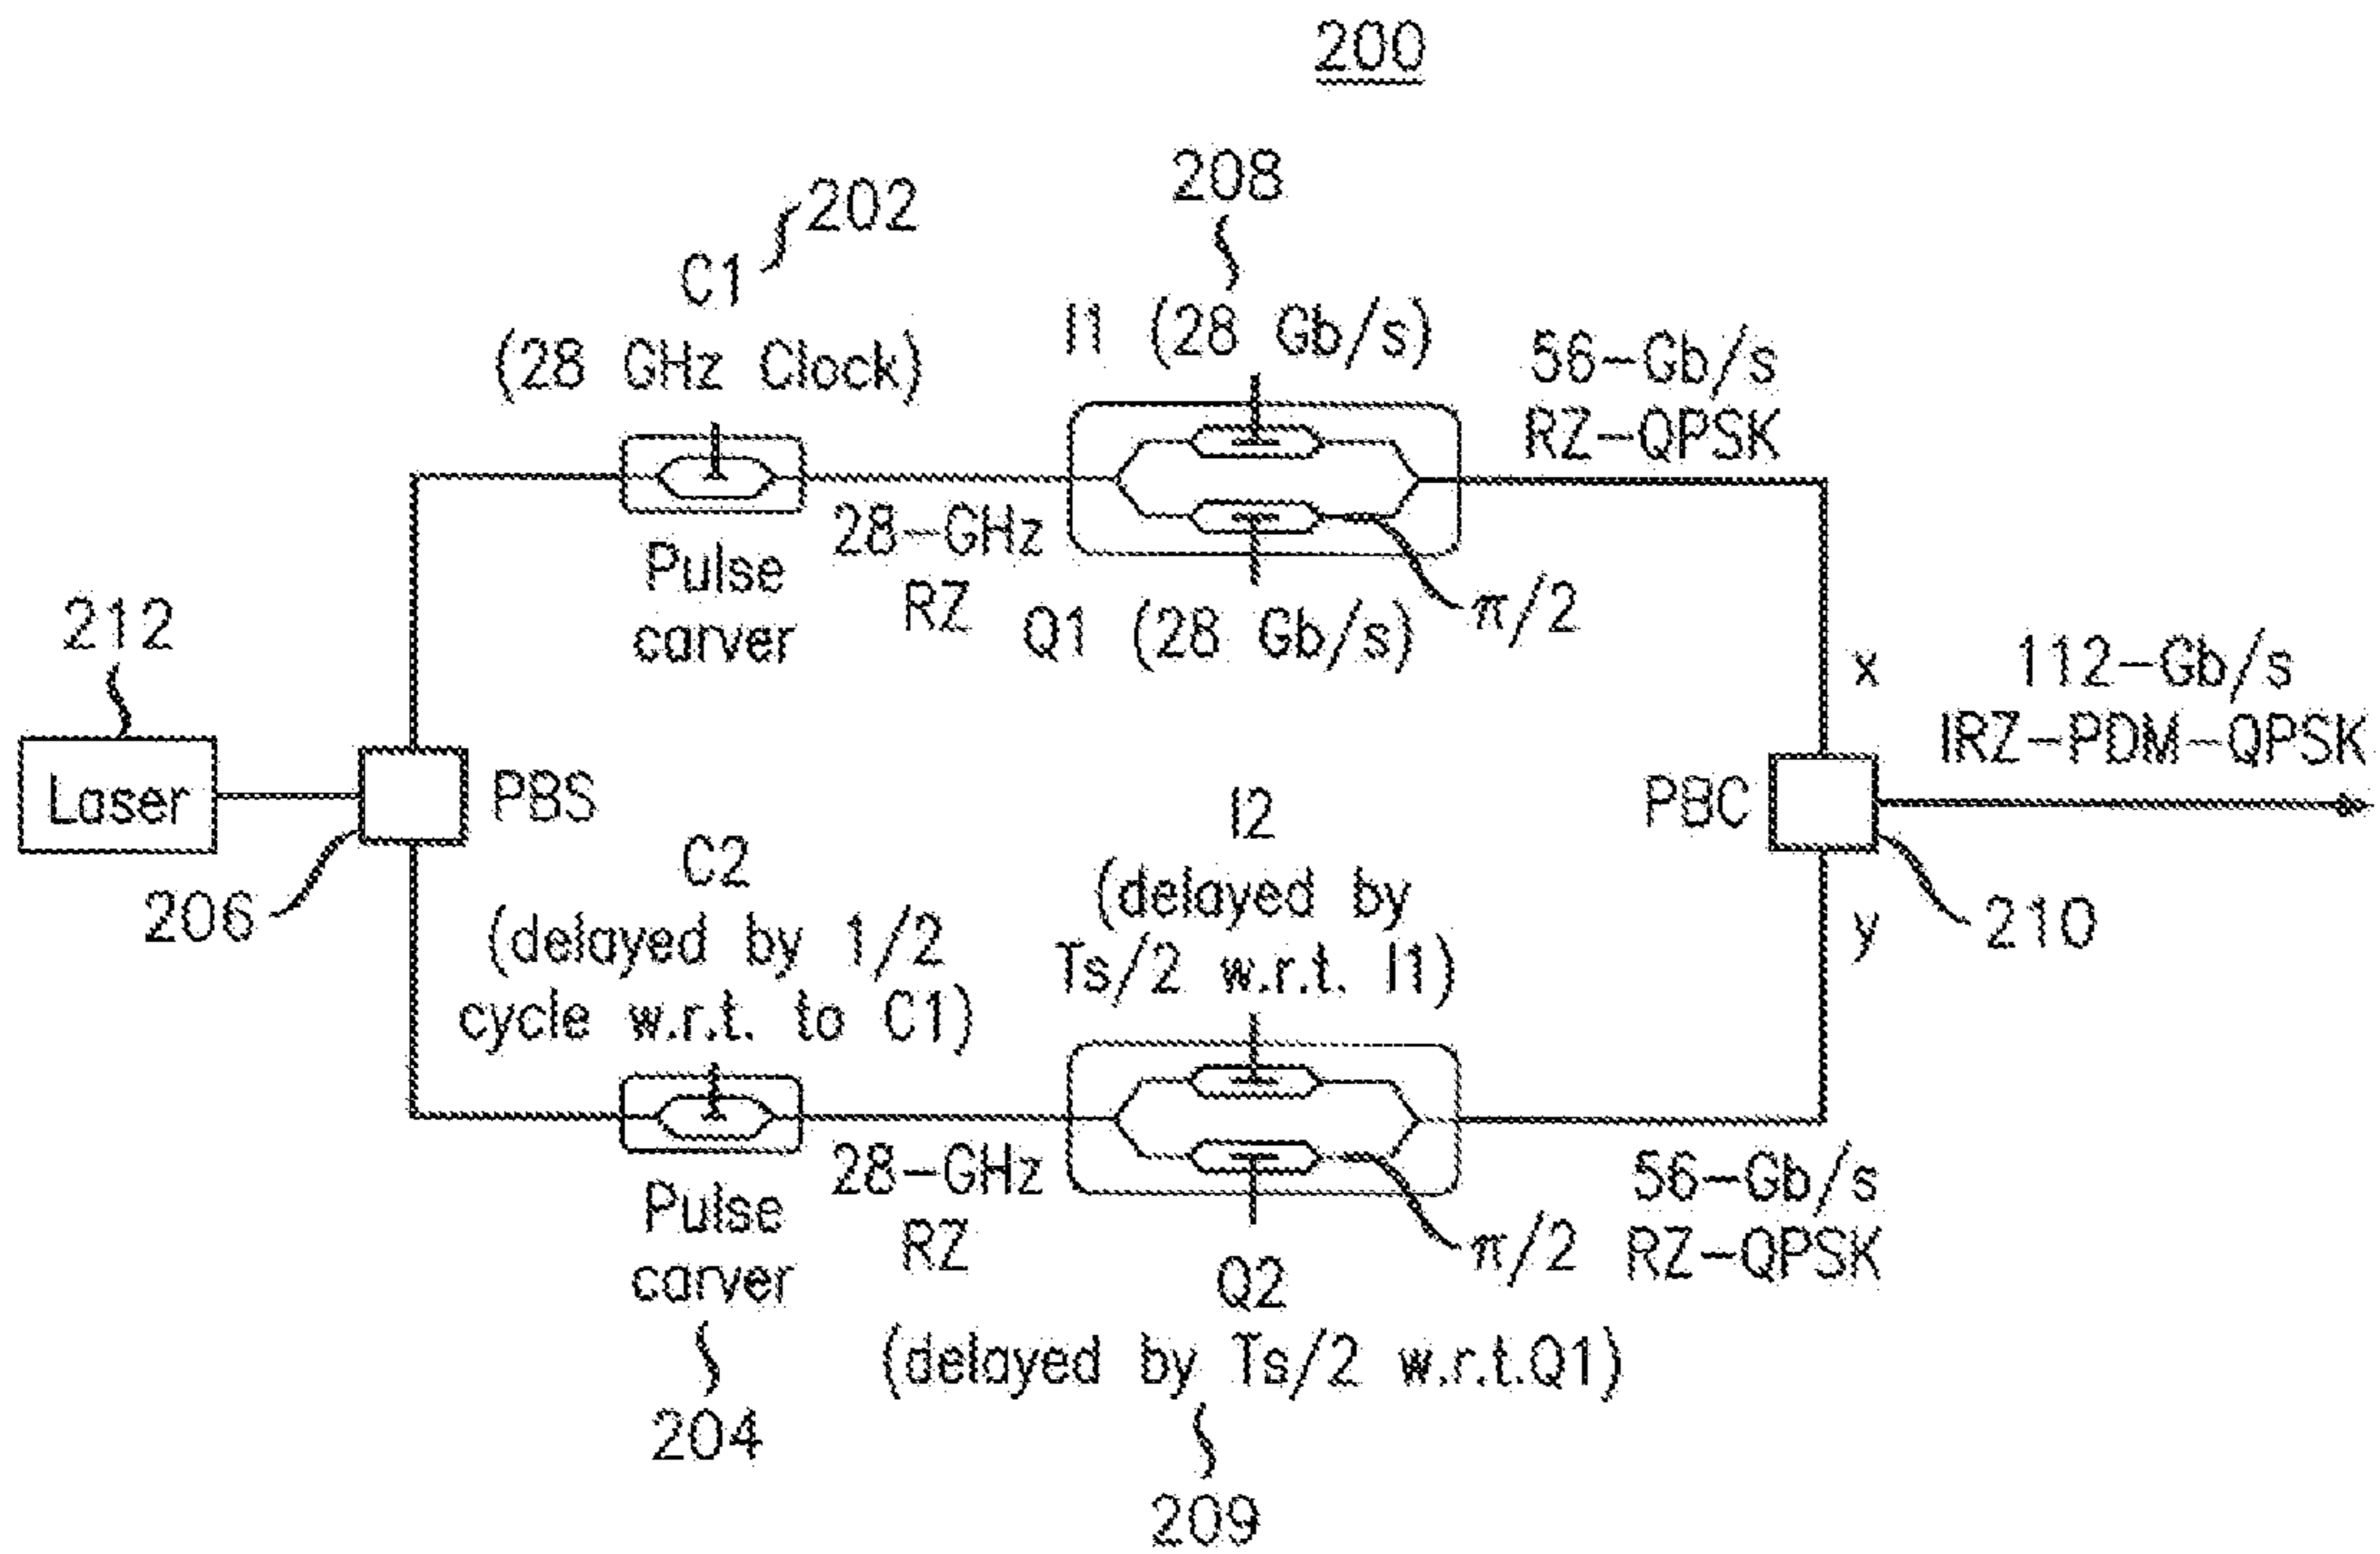 200
202
208
C1
(28 GHz Clock)
I1 (28 Gb/s)
56-Gb/s
RZ-QPSK
28-GHz
RZ
Pulse
carver
Q1 (28 Gb/s)
π/2
212
Laser
PBS
206
x
112-Gb/s
IRZ-PDM-QPSK
PBC
210
y
C2
(delayed by 1/2
cycle w.r.t. to C1)
I2
(delayed by
Ts/2 w.r.t. I1)
28-GHz
RZ
Pulse
carver
204
π/2
56-Gb/s
RZ-QPSK
Q2
(delayed by Ts/2 w.r.t.Q1)
209